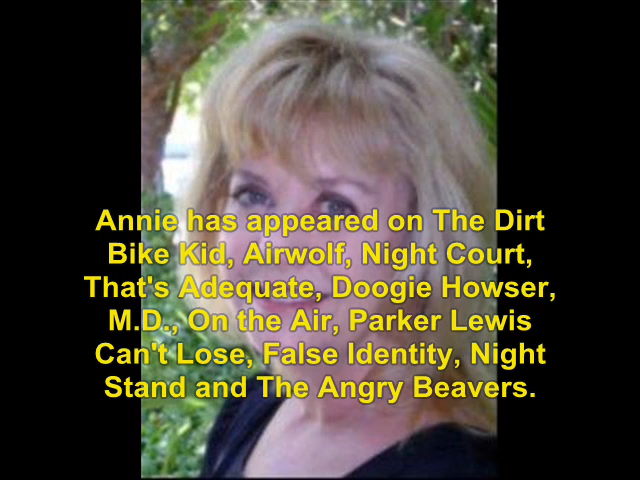 Annie has appeared on The Dirt
Bike Kid, Airwolf, Night Court,
That's Adequate, Doogie Howser,
M.D., On the Air, Parker Lewis
Can't Lose, False Identity, Night
Stand and The Angry Beavers.